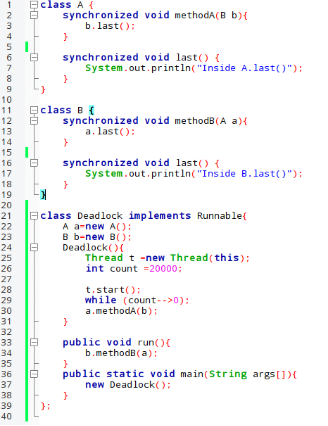 1 class A {
2 synchronized void methodA(B b){
3 b.last();
4 }
5
6 synchronized void last() {
7 System.out.println("Inside A.last()");
8 }
9 }
10
11 class B {
12 synchronized void methodB(A a){
13 a.last();
14 }
15
16 synchronized void last() {
17 System.out.println("Inside B.last()");
18 }
19 }
20
21 class Deadlock implements Runnable{
22 A a=new A();
23 B b=new B();
24 Deadlock(){
25 Thread t =new Thread(this);
26 int count =20000;
27
28 t.start();
29 while (count-->0);
30 a.methodA(b);
31 }
32
33 public void run(){
34 b.methodB(a);
35 }
36 public static void main(String args[]){
37 new Deadlock();
38 }
39 };
40